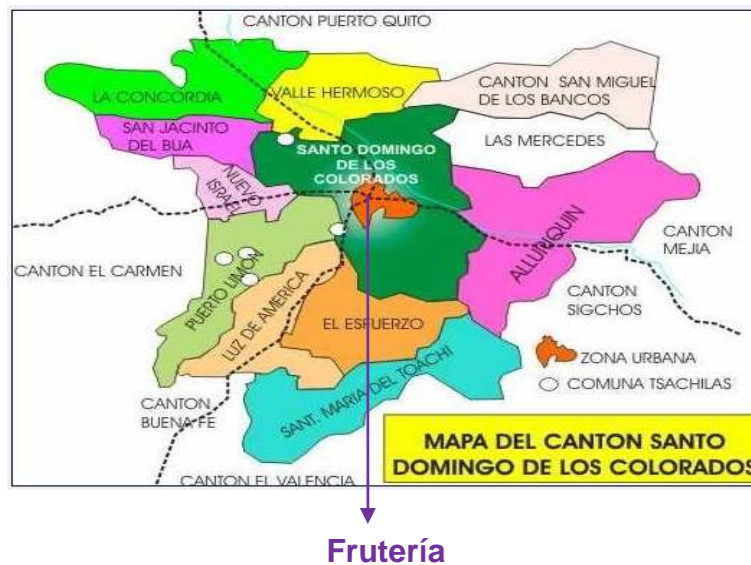 CANTON PUERTO QUITO
LA CONCORDIA
VALLE HERMOSO
CANTON SAN MIGUEL
DE LOS BANCOS
SAN JACINTO
DEL BUA
LAS MERCEDES
SANTO DOMINGO
DE LOS
COLORADOS
NUEVO
ISRAEL
ALLURIQUIN
CANTON
MEJIA
CANTON EL CARMEN
PUERTO LIMON
LUZ DE AMERICA
CANTON
SIGCHOS
EL ESFUERZO
ZONA URBANA
COMUNA TSACHILAS
SANT. MARIA DEL TOACHI
CANTON
BUENA FE
MAPA DEL CANTON SANTO
DOMINGO DE LOS COLORADOS
CANTON EL VALENCIA
Frutería